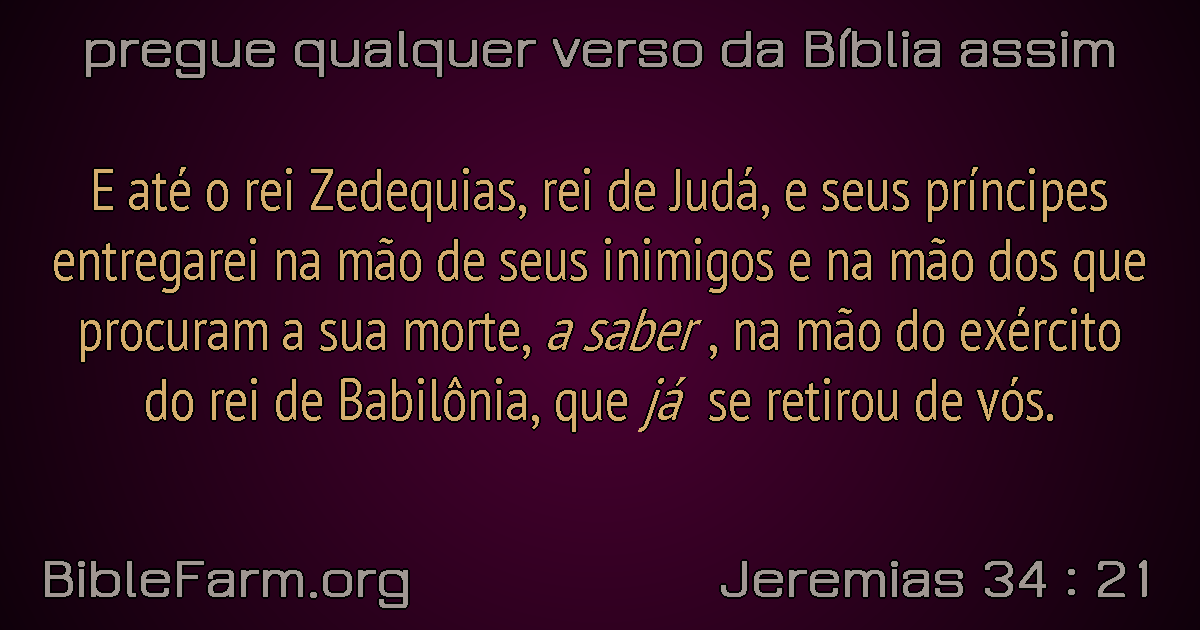 pregue qualquer verso da Bíblia assim
E até o rei Zedequias, rei de Judá, e seus príncipes
entregarei na mão de seus inimigos e na mão dos que
procuram a sua morte, a saber , na mão do exército
do rei de Babilônia, que já se retirou de vós.
BibleFarm.org
Jeremias 34 : 21